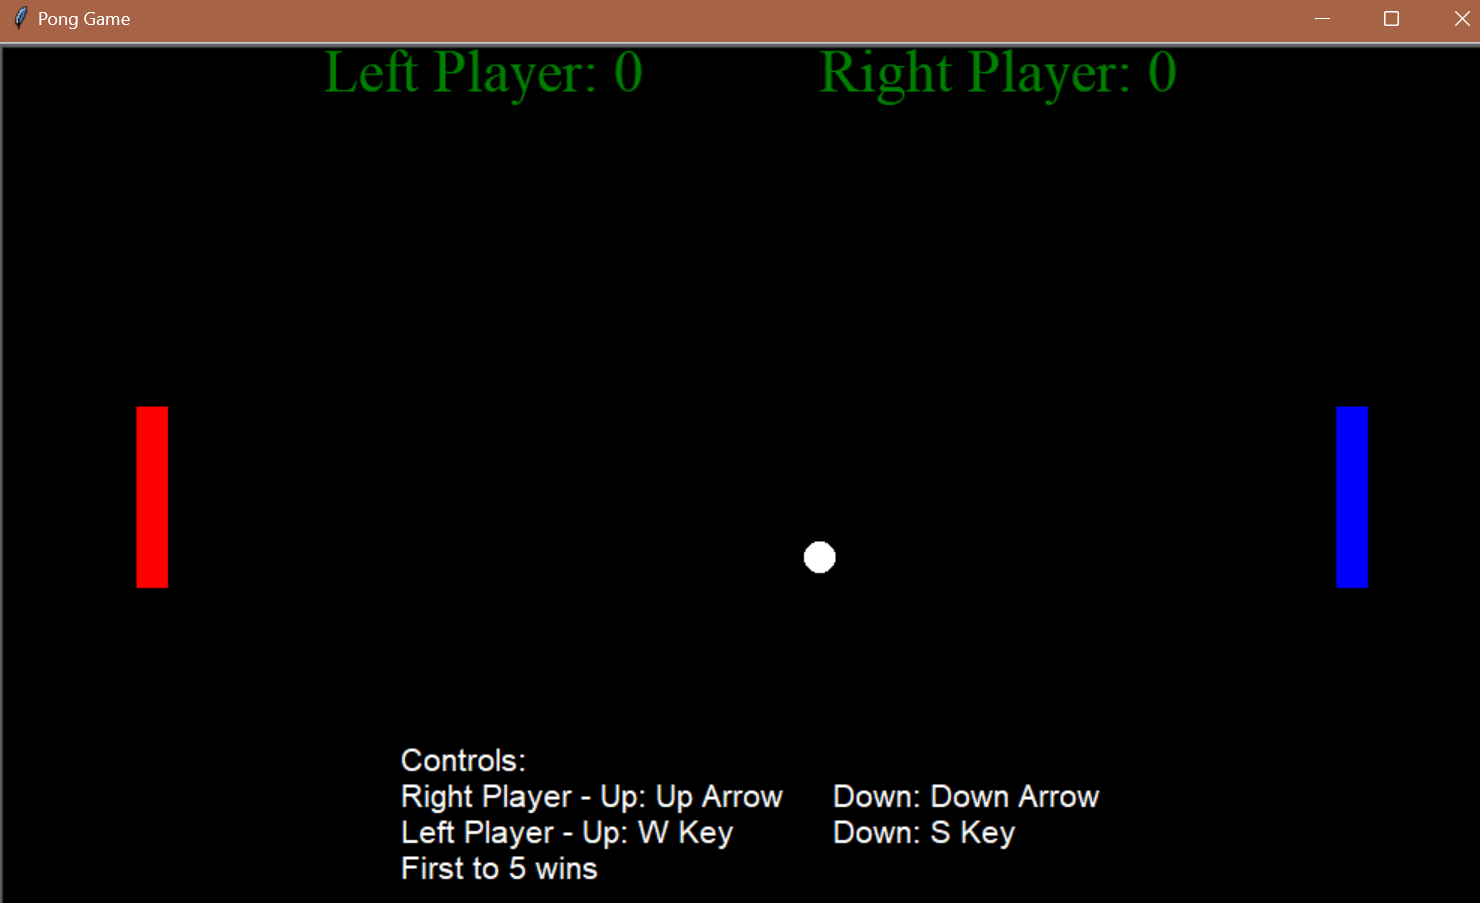 Pong Game
Left Player: 0 Right Player: 0
Controls:
Right Player - Up: Up Arrow Down: Down Arrow
Left Player - Up: W Key Down: S Key
First to 5 wins